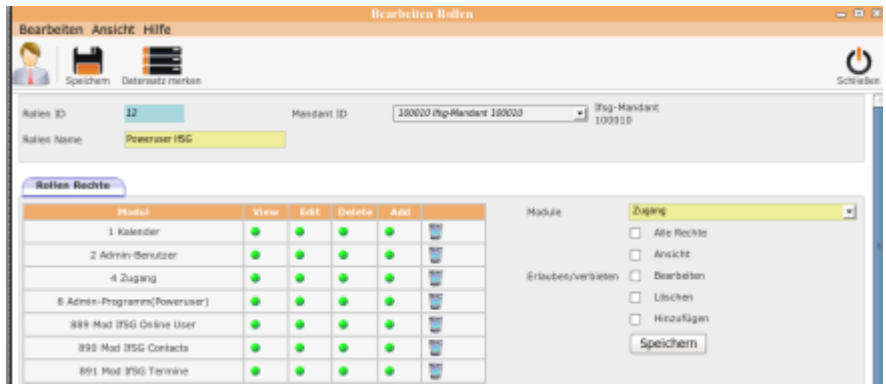 Bearbeiten Rollen
Bearbeiten Ansicht Hilfe
Speichern Datensatz merken Schließen
Rollen ID 12 Mandant ID 100010 Ifsg-Mandant 100010 Ifsg-Mandant
100010
Rollen Name Poweruser IfSG
Rollen Rechte
Modul View Edit Delete Add
Module Zugang
1 Kalender
Alle Rechte
2 Admin-Benutzer
Ansicht
4 Zugang
Erlauben/verbieten Bearbeiten
8 Admin-Programm(Poweruser)
Löschen
889 Mod IfSG Online User
Hinzufügen
890 Mod IfSG Contacts
Speichern
891 Mod IfSG Termine